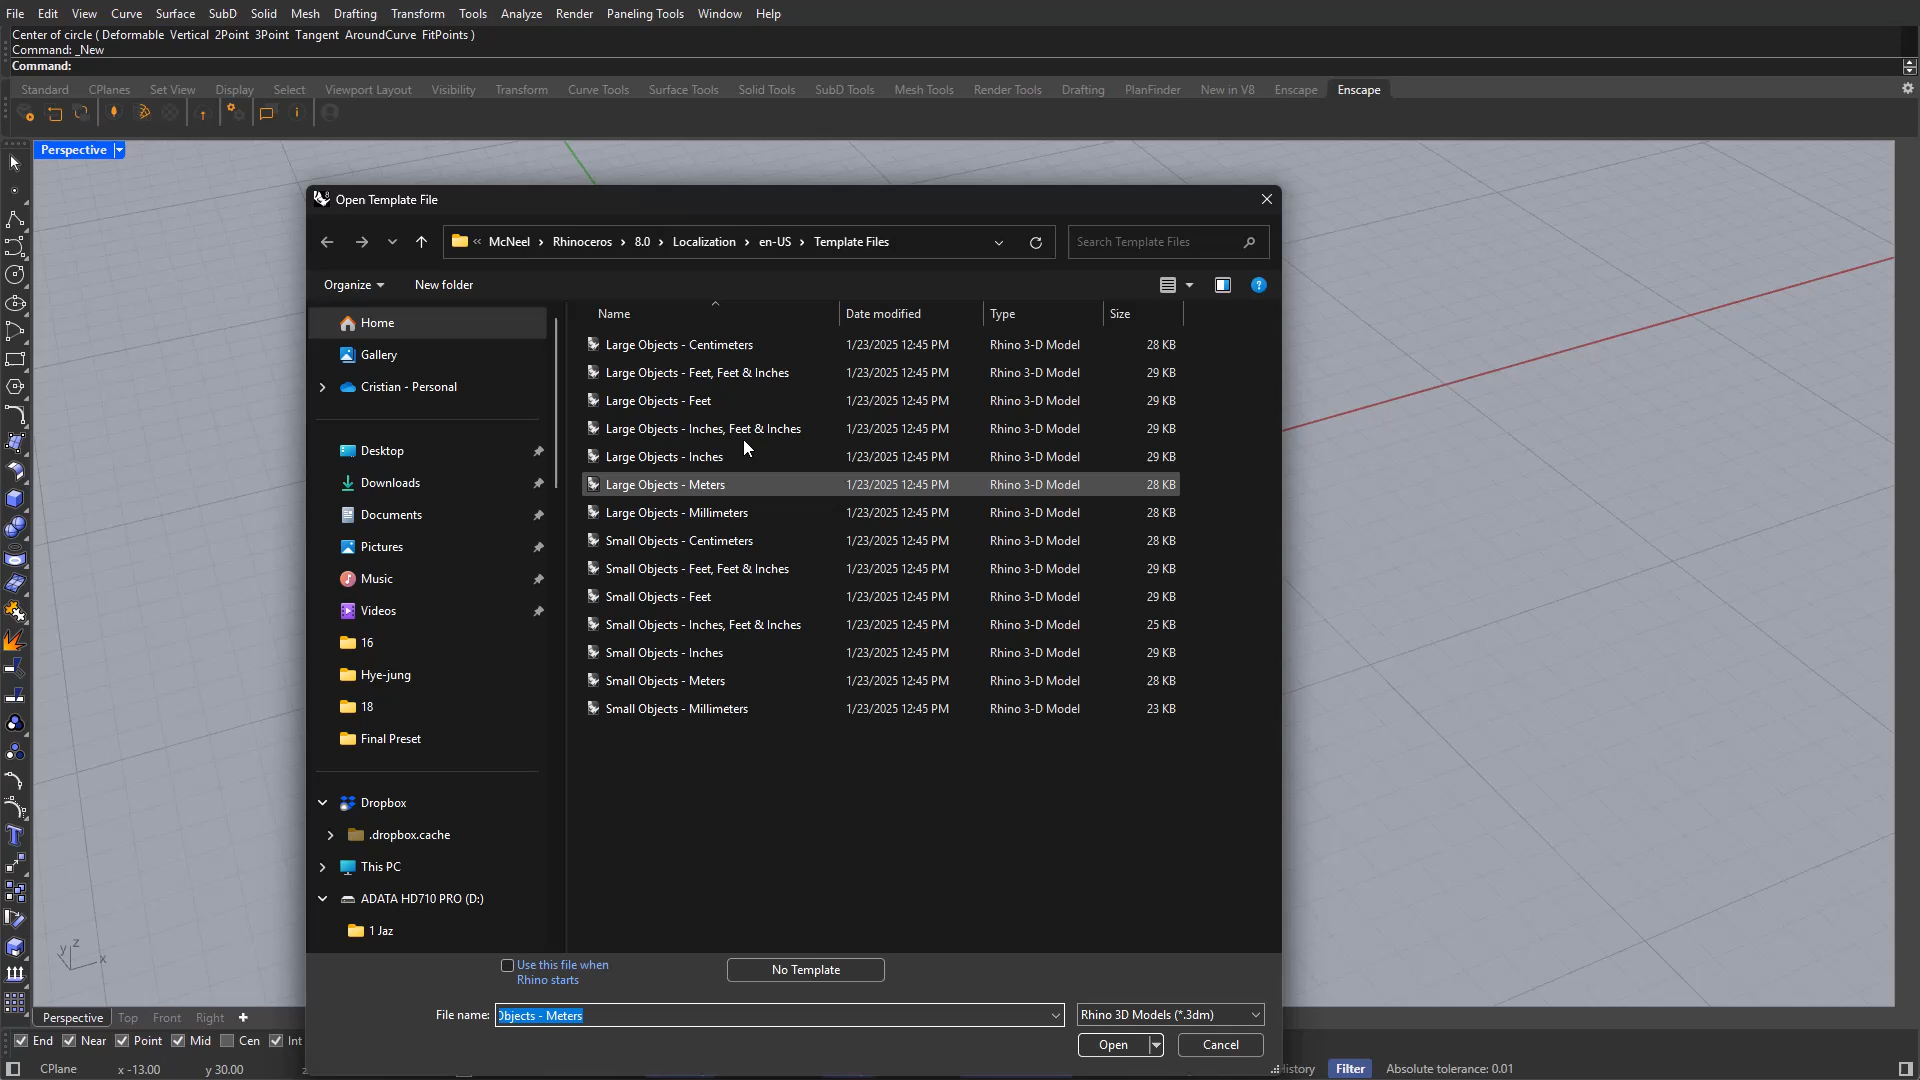 File Edit View Curve Surface SubD Solid Mesh Drafting Transform Tools Analyze Render Paneling Tools Window Help
Center of circle ( Deformable Vertical 2Point 3Point Tangent AroundCurve FitPoints )
Command: _New
Command:
Standard CPlanes Set View Display Select Viewport Layout Visibility Transform Curve Tools Surface Tools Solid Tools SubD Tools Mesh Tools Render Tools Drafting PlanFinder New in V8 Enscape Enscape
Perspective
Open Template File
« McNeel › Rhinoceros › 8.0 › Localization › en-US › Template Files
Search Template Files
Organize New folder
Name Date modified Type Size
Home
Gallery
Cristian - Personal
Desktop
Downloads
Documents
Pictures
Music
Videos
16
Hye-jung
18
Final Preset
Dropbox
.dropbox.cache
This PC
ADATA HD710 PRO (D:)
1 Jaz
Large Objects - Centimeters 1/23/2025 12:45 PM Rhino 3-D Model 28 KB
Large Objects - Feet, Feet & Inches 1/23/2025 12:45 PM Rhino 3-D Model 29 KB
Large Objects - Feet 1/23/2025 12:45 PM Rhino 3-D Model 29 KB
Large Objects - Inches, Feet & Inches 1/23/2025 12:45 PM Rhino 3-D Model 29 KB
Large Objects - Inches 1/23/2025 12:45 PM Rhino 3-D Model 29 KB
Large Objects - Meters 1/23/2025 12:45 PM Rhino 3-D Model 28 KB
Large Objects - Millimeters 1/23/2025 12:45 PM Rhino 3-D Model 28 KB
Small Objects - Centimeters 1/23/2025 12:45 PM Rhino 3-D Model 28 KB
Small Objects - Feet, Feet & Inches 1/23/2025 12:45 PM Rhino 3-D Model 29 KB
Small Objects - Feet 1/23/2025 12:45 PM Rhino 3-D Model 29 KB
Small Objects - Inches, Feet & Inches 1/23/2025 12:45 PM Rhino 3-D Model 25 KB
Small Objects - Inches 1/23/2025 12:45 PM Rhino 3-D Model 29 KB
Small Objects - Meters 1/23/2025 12:45 PM Rhino 3-D Model 28 KB
Small Objects - Millimeters 1/23/2025 12:45 PM Rhino 3-D Model 23 KB
Use this file when
Rhino starts
No Template
File name: Objects - Meters
Rhino 3D Models (*.3dm)
Open
Cancel
z
y
x
Perspective Top Front Right
End Near Point Mid Cen Int
CPlane x -13.00 y 30.00 z
History Filter Absolute tolerance: 0.01